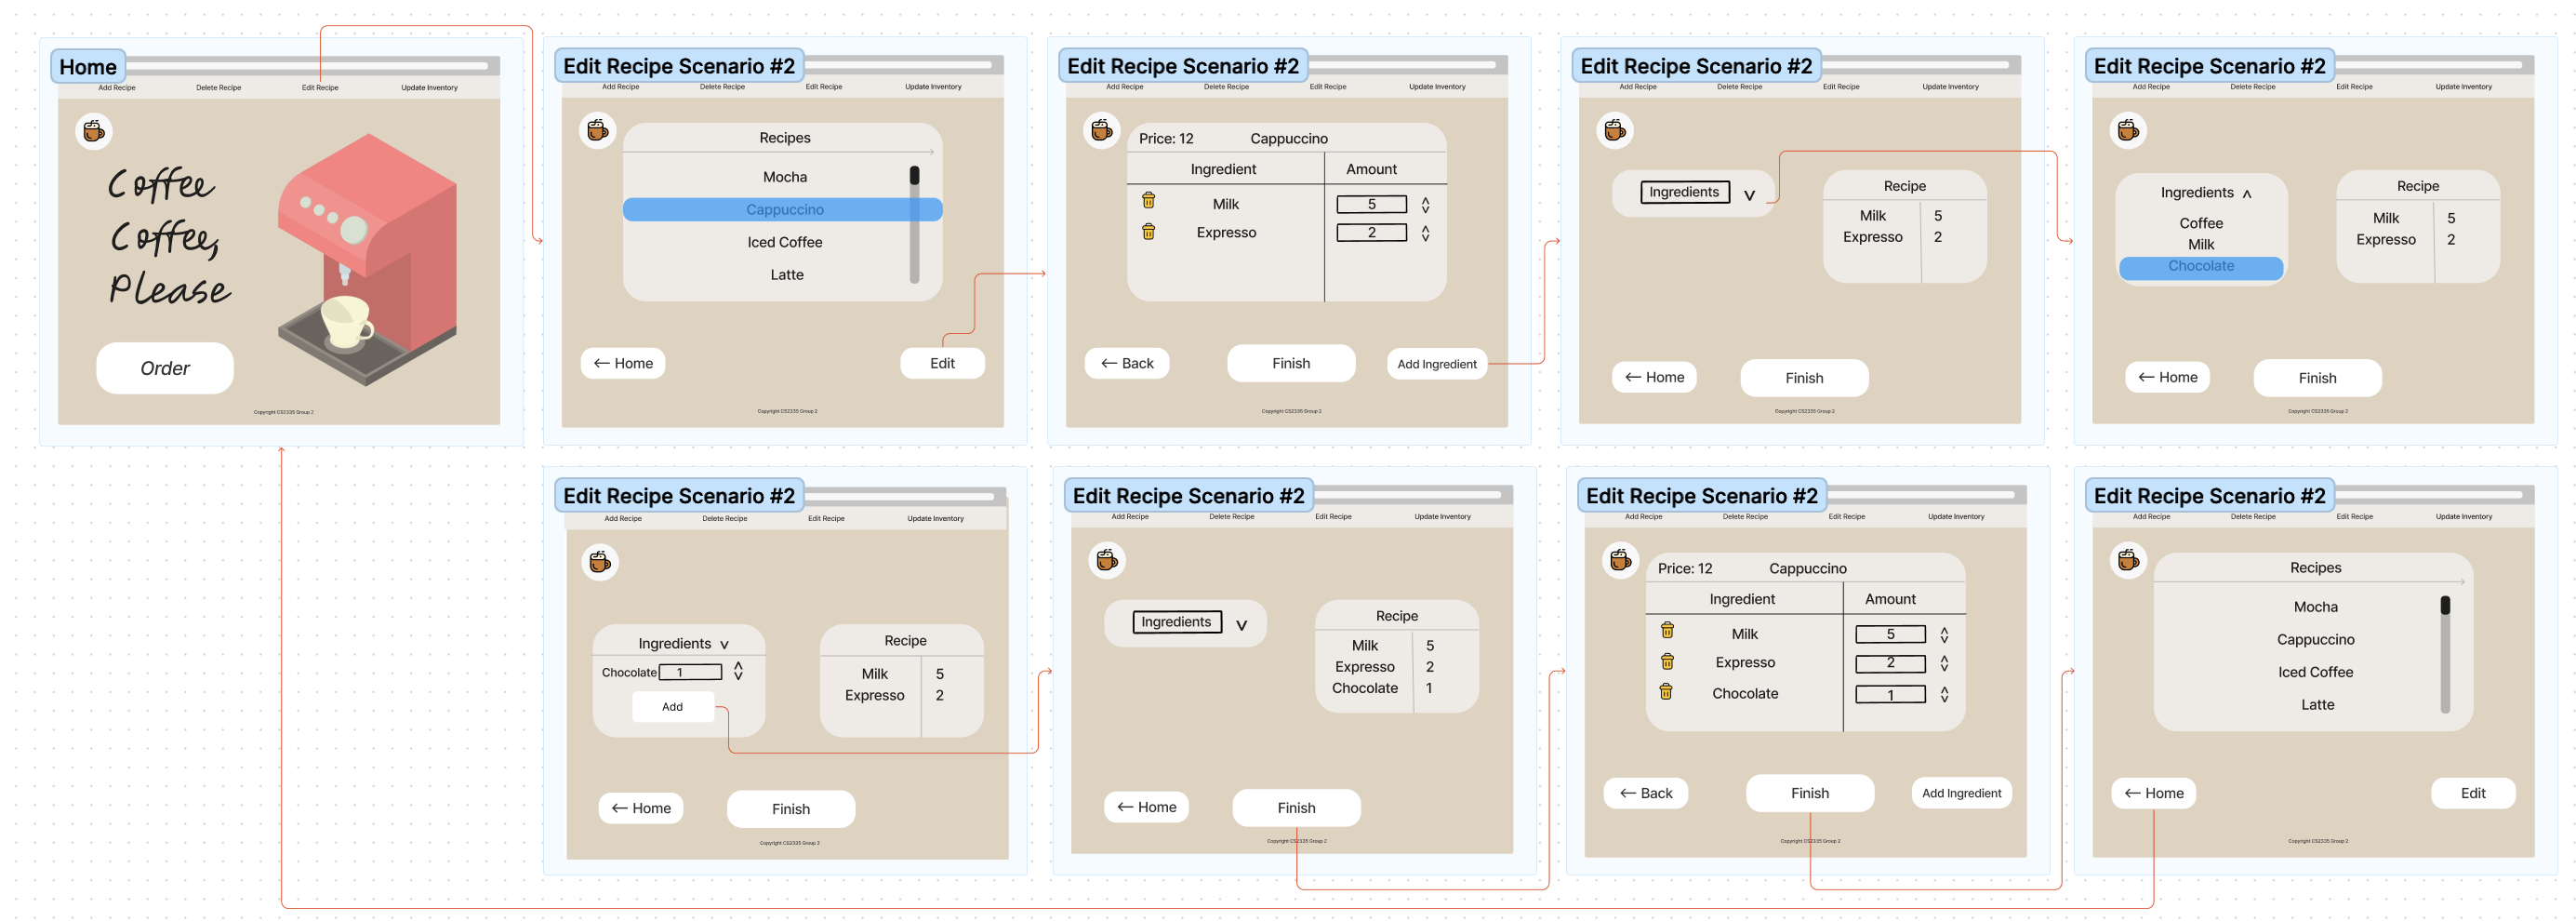 Home
Add Recipe Delete Recipe Edit Recipe Update Inventory
Coffee
Coffee,
Please
Order
Copyright CS2335 Group 2
Edit Recipe Scenario #2
Add Recipe Delete Recipe Edit Recipe Update Inventory
Recipes
Mocha
Cappuccino
Iced Coffee
Latte
← Home Edit
Copyright CS2335 Group 2
Edit Recipe Scenario #2
Add Recipe Delete Recipe Edit Recipe Update Inventory
Price: 12 Cappuccino
Ingredient Amount
Milk 5
Expresso 2
← Back Finish Add Ingredient
Copyright CS2335 Group 2
Edit Recipe Scenario #2
Add Recipe Delete Recipe Edit Recipe Update Inventory
Ingredients Recipe
Milk 5
Expresso 2
← Home Finish
Copyright CS2335 Group 2
Edit Recipe Scenario #2
Add Recipe Delete Recipe Edit Recipe Update Inventory
Ingredients
Coffee
Milk
Chocolate
Recipe
Milk 5
Expresso 2
← Home Finish
Copyright CS2335 Group 2
Edit Recipe Scenario #2
Add Recipe Delete Recipe Edit Recipe Update Inventory
Ingredients
Chocolate 1
Add
Recipe
Milk 5
Expresso 2
← Home Finish
Copyright CS2335 Group 2
Edit Recipe Scenario #2
Add Recipe Delete Recipe Edit Recipe Update Inventory
Ingredients Recipe
Milk 5
Expresso 2
Chocolate 1
← Home Finish
Copyright CS2335 Group 2
Edit Recipe Scenario #2
Add Recipe Delete Recipe Edit Recipe Update Inventory
Price: 12 Cappuccino
Ingredient Amount
Milk 5
Expresso 2
Chocolate 1
← Back Finish Add Ingredient
Copyright CS2335 Group 2
Edit Recipe Scenario #2
Add Recipe Delete Recipe Edit Recipe Update Inventory
Recipes
Mocha
Cappuccino
Iced Coffee
Latte
← Home Edit
Copyright CS2335 Group 2